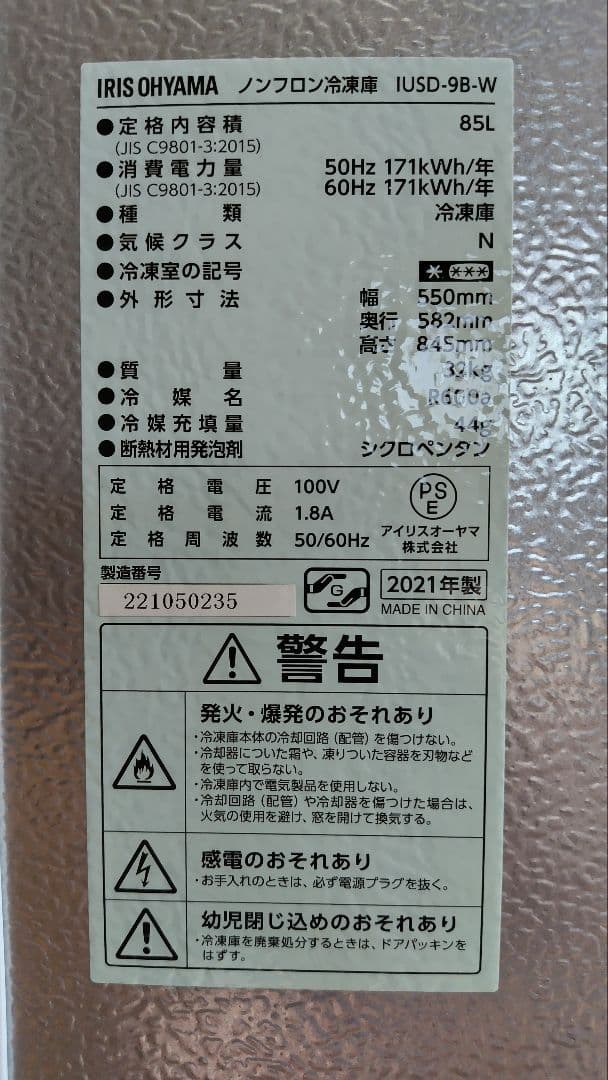 IRIS OHYAMA ノンフロン冷凍庫 IUSD-9B-W
●定格内容積 85L
(JIS C9801-3:2015)
●消費電力量 50Hz 171kWh/年
(JIS C9801-3:2015) 60Hz 171kWh/年
●種類 冷凍庫
●気候クラス N
●冷凍室の記号 * ***
●外形寸法 幅 550mm
奥行 582mm
高さ 845mm
●質量 32kg
●冷媒名 R600a
●冷媒充填量 44g
●断熱材用発泡剤 シクロペンタン
定格電圧 100V
定格電流 1.8A
定格周波数 50/60Hz
PS
E
アイリスオーヤマ
株式会社
製造番号
221050235
G
2021年製
MADE IN CHINA
警告
発火・爆発のおそれあり
・冷凍庫本体の冷却回路(配管)を傷つけない。
・冷却器についた霜や、凍りついた容器を刃物など
を使って取らない。
・冷凍庫内で電気製品を使用しない。
・冷却回路(配管)や冷却器を傷つけた場合は、
火気の使用を避け、窓を開けて換気する。
感電のおそれあり
・お手入れのときは、必ず電源プラグを抜く。
幼児閉じ込めのおそれあり
・冷凍庫を廃棄処分するときは、ドアパッキンを
はずす。